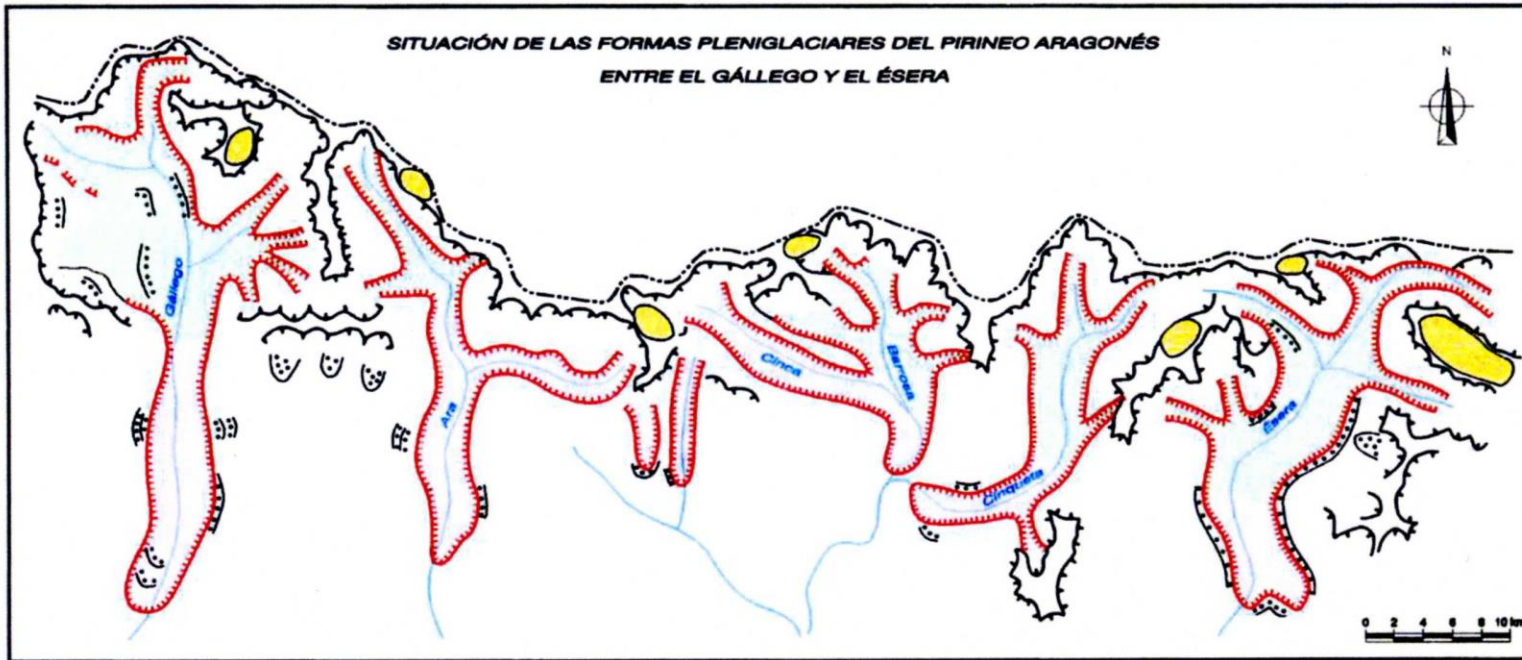 SITUACIÓN DE LAS FORMAS PLENIGLACIARES DEL PIRINEO ARAGONÉS
ENTRE EL GÁLLEGO Y EL ÉSERA
N
Gállego
Ara
Cinca
Barrosa
Cinqueta
Ésera
0 2 4 6 8 10 km